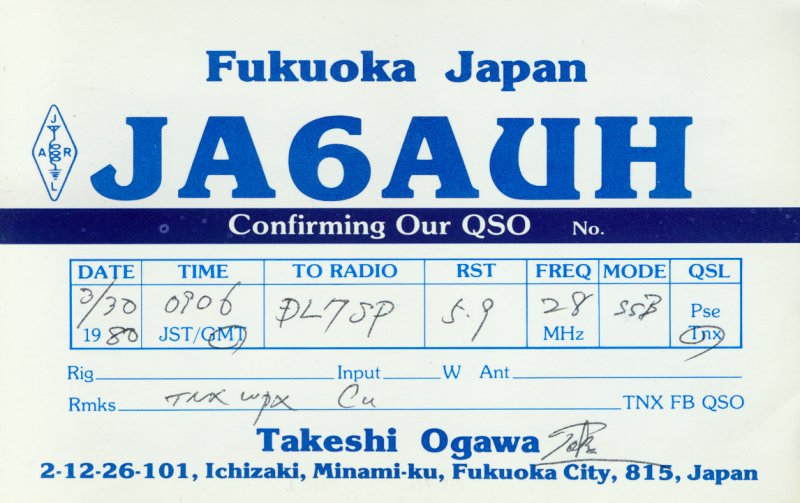 Fukuoka Japan
JARL
JA6AUH
Confirming Our QSO No.
DATE TIME TO RADIO RST FREQ MODE QSL
3/30 0906 DL7SP 5.9 28 SSB Pse
1980 JST/GMT MHz Tnx
Rig Input W Ant
Rmks TNX WPX Cu TNX FB QSO
Takeshi Ogawa
2-12-26-101, Ichizaki, Minami-ku, Fukuoka City, 815, Japan